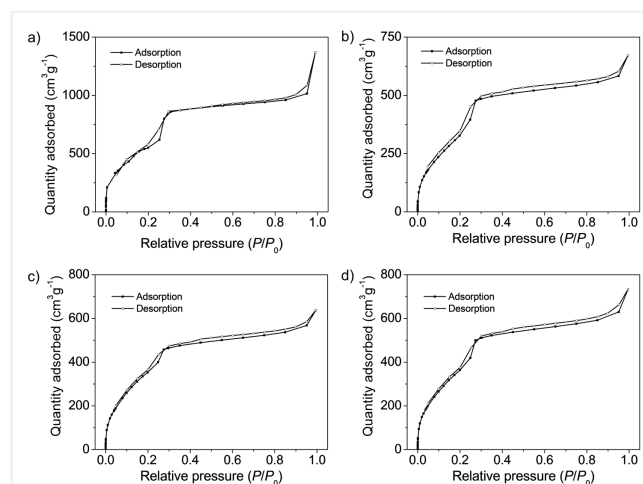 a)
1500
1000
500
0
Quantity adsorbed (cm³g⁻¹)
Adsorption
Desorption
0.0 0.2 0.4 0.6 0.8 1.0
Relative pressure (P/P₀)
b)
750
500
250
0
Quantity adsorbed (cm³g⁻¹)
Adsorption
Desorption
0.0 0.2 0.4 0.6 0.8 1.0
Relative pressure (P/P₀)
c)
800
600
400
200
0
Quantity adsorbed (cm³g⁻¹)
Adsorption
Desorption
0.0 0.2 0.4 0.6 0.8 1.0
Relative pressure (P/P₀)
d)
800
600
400
200
0
Quantity adsorbed (cm³g⁻¹)
Adsorption
Desorption
0.0 0.2 0.4 0.6 0.8 1.0
Relative pressure (P/P₀)